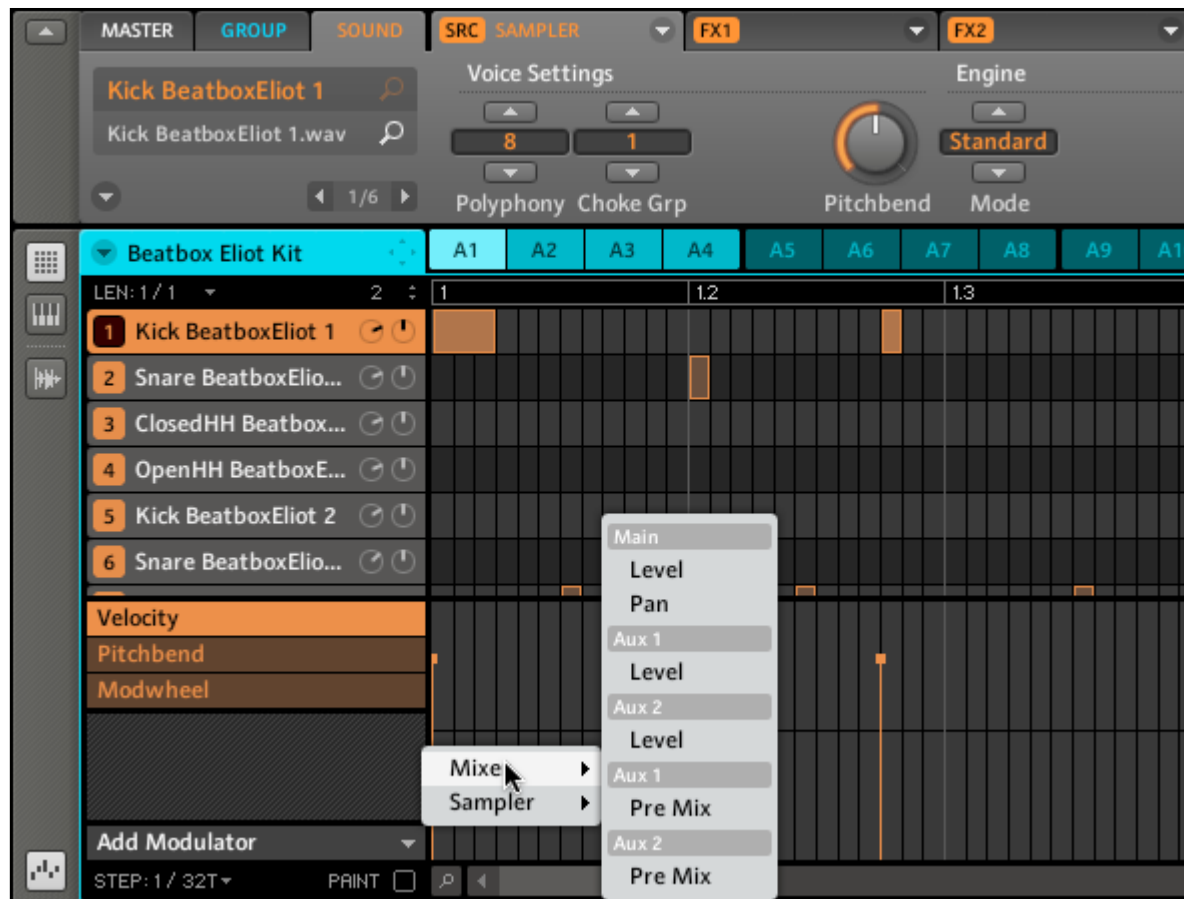 MASTER GROUP SOUND SRC SAMPLER FX1 FX2
Voice Settings Engine
Kick BeatboxEliot 1
Kick BeatboxEliot 1.wav
8 1 Standard
1/6
Polyphony Choke Grp Pitchbend Mode
Beatbox Eliot Kit A1 A2 A3 A4 A5 A6 A7 A8 A9 A1
LEN: 1 / 1 2 1 1.2 1.3
1 Kick BeatboxEliot 1
2 Snare BeatboxElio...
3 ClosedHH Beatbox...
4 OpenHH BeatboxE...
5 Kick BeatboxEliot 2
6 Snare BeatboxElio...
Velocity
Pitchbend
Modwheel
Add Modulator
STEP: 1 / 32T PAINT
Mixe
Sampler
Main
Level
Pan
Aux 1
Level
Aux 2
Level
Aux 1
Pre Mix
Aux 2
Pre Mix